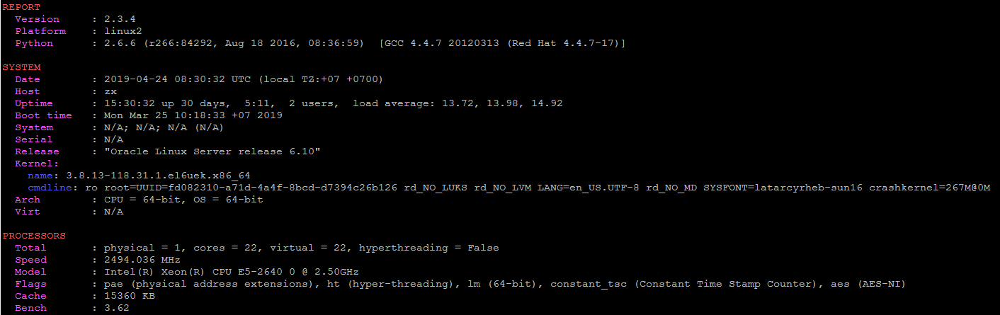 REPORT
Version : 2.3.4
Platform : linux2
Python : 2.6.6 (r266:84292, Aug 18 2016, 08:36:59) [GCC 4.4.7 20120313 (Red Hat 4.4.7-17)]
SYSTEM
Date : 2019-04-24 08:30:32 UTC (local TZ:+07 +0700)
Host : zx
Uptime : 15:30:32 up 30 days, 5:11, 2 users, load average: 13.72, 13.98, 14.92
Boot time : Mon Mar 25 10:18:33 +07 2019
System : N/A; N/A; N/A (N/A)
Serial : N/A
Release : "Oracle Linux Server release 6.10"
Kernel:
name: 3.8.13-118.31.1.el6uek.x86_64
cmdline: ro root=UUID=fd082310-a71d-4a4f-8bcd-d7394c26b126 rd_NO_LUKS rd_NO_LVM LANG=en_US.UTF-8 rd_NO_MD SYSFONT=latarcyrheb-sun16 crashkernel=267M@0M
Arch : CPU = 64-bit, OS = 64-bit
Virt : N/A
PROCESSORS
Total : physical = 1, cores = 22, virtual = 22, hyperthreading = False
Speed : 2494.036 MHz
Model : Intel(R) Xeon(R) CPU E5-2640 0 @ 2.50GHz
Flags : pae (physical address extensions), ht (hyper-threading), lm (64-bit), constant_tsc (Constant Time Stamp Counter), aes (AES-NI)
Cache : 15360 KB
Bench : 3.62